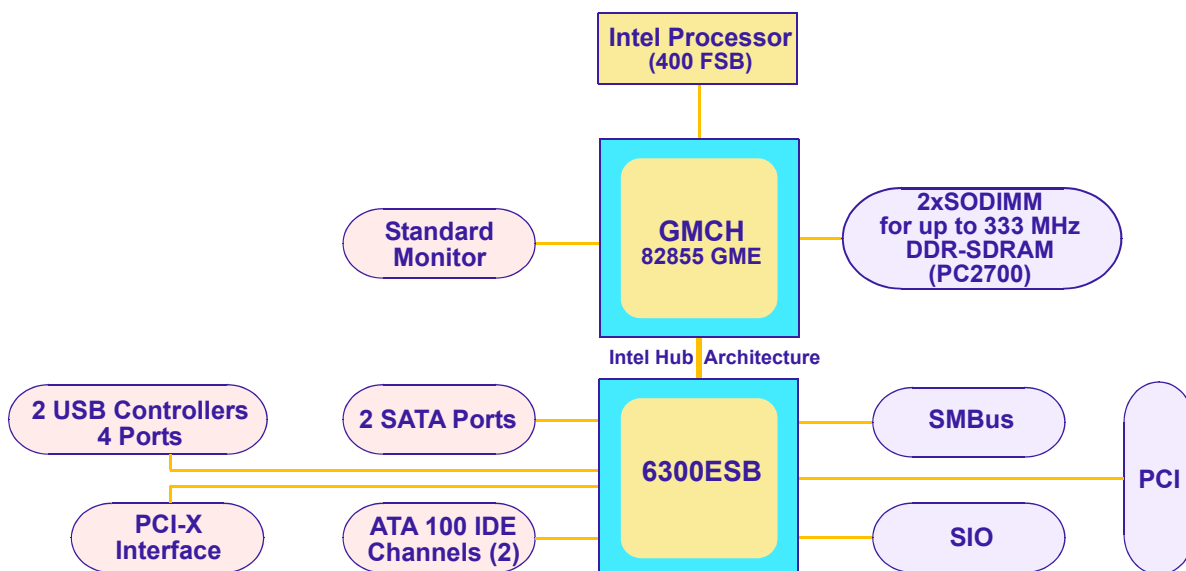 Intel Processor
(400 FSB)
Standard
Monitor
GMCH
82855 GME
2xSODIMM
for up to 333 MHz
DDR-SDRAM
(PC2700)
Intel Hub Architecture
2 USB Controllers
4 Ports
2 SATA Ports
6300ESB
SMBus
PCI
PCI-X
Interface
ATA 100 IDE
Channels (2)
SIO